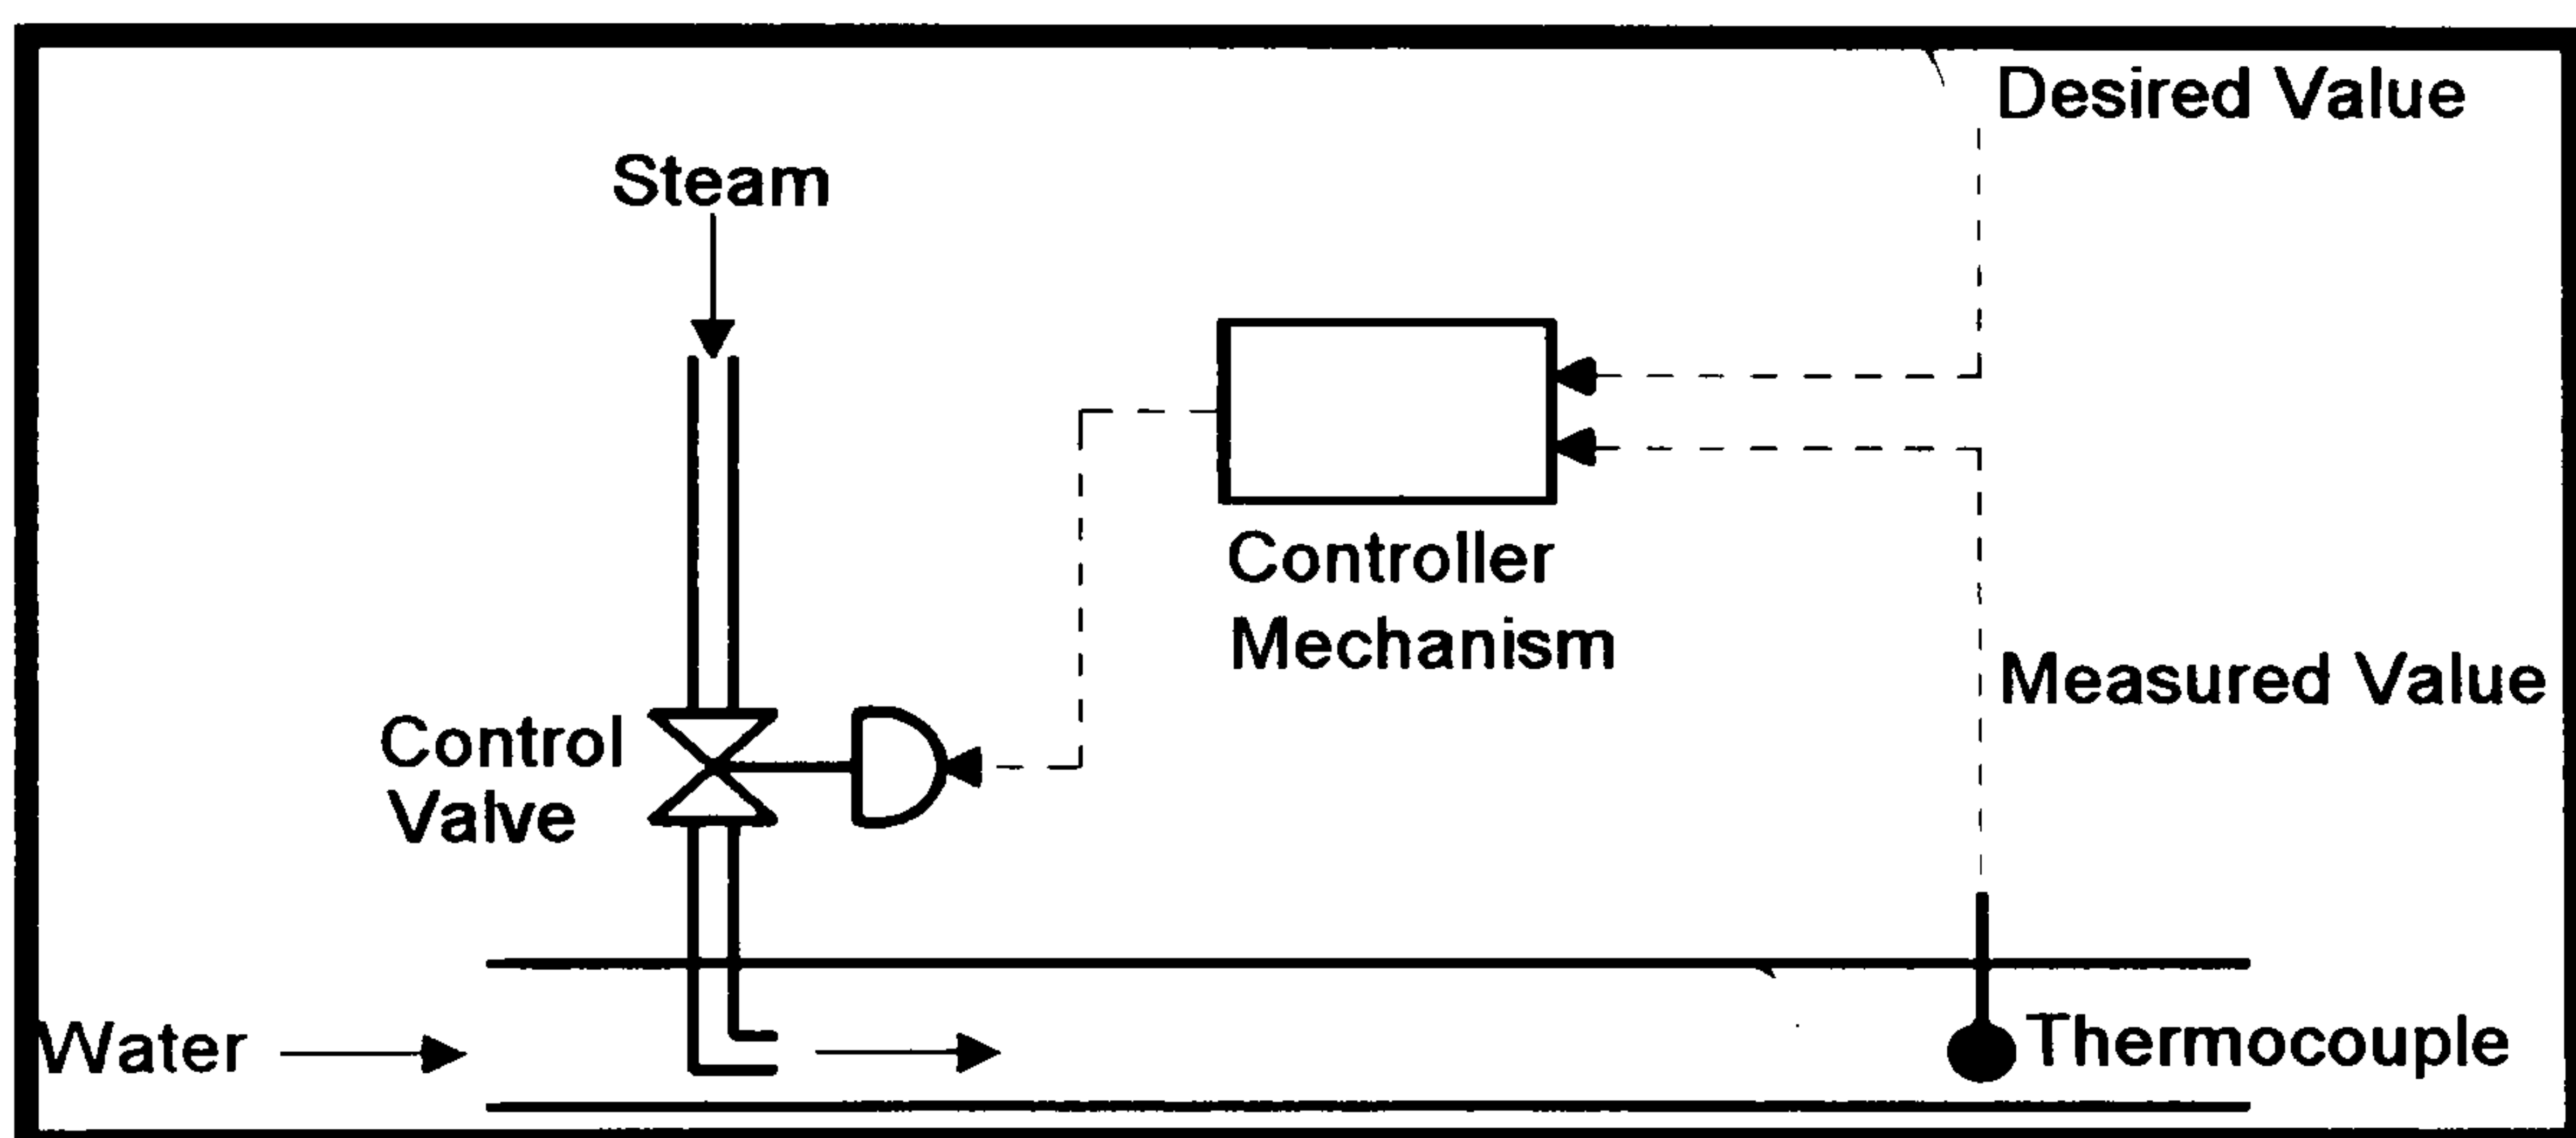 Desired Value
Steam
Controller
Mechanism
Measured Value
Control
Valve
Water
Thermocouple